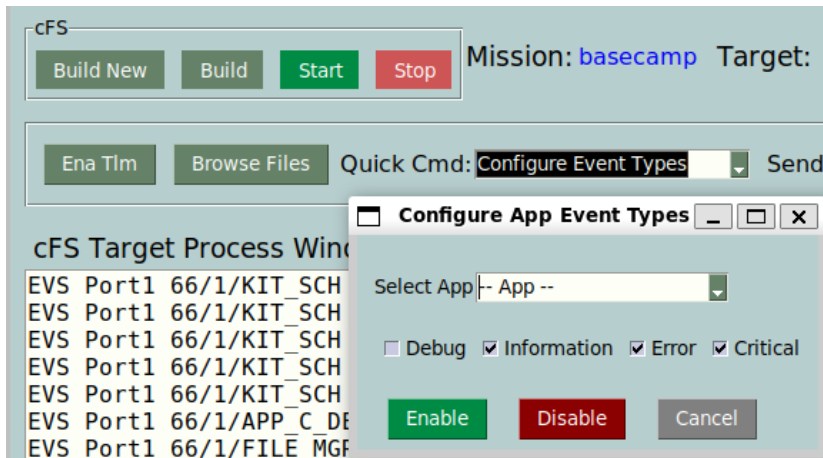 cFS
Build New Build Start Stop Mission: basecamp Target:
Ena Tlm Browse Files Quick Cmd: Configure Event Types Send
Configure App Event Types
cFS Target Process
Select App -- App --
Debug Information Error Critical
Enable Disable Cancel
EVS Port1 66/1/KIT_SCH
EVS Port1 66/1/KIT_SCH
EVS Port1 66/1/KIT_SCH
EVS Port1 66/1/KIT_SCH
EVS Port1 66/1/KIT_SCH
EVS Port1 66/1/APP_C_DE
EVS Port1 66/1/FILE_MGR